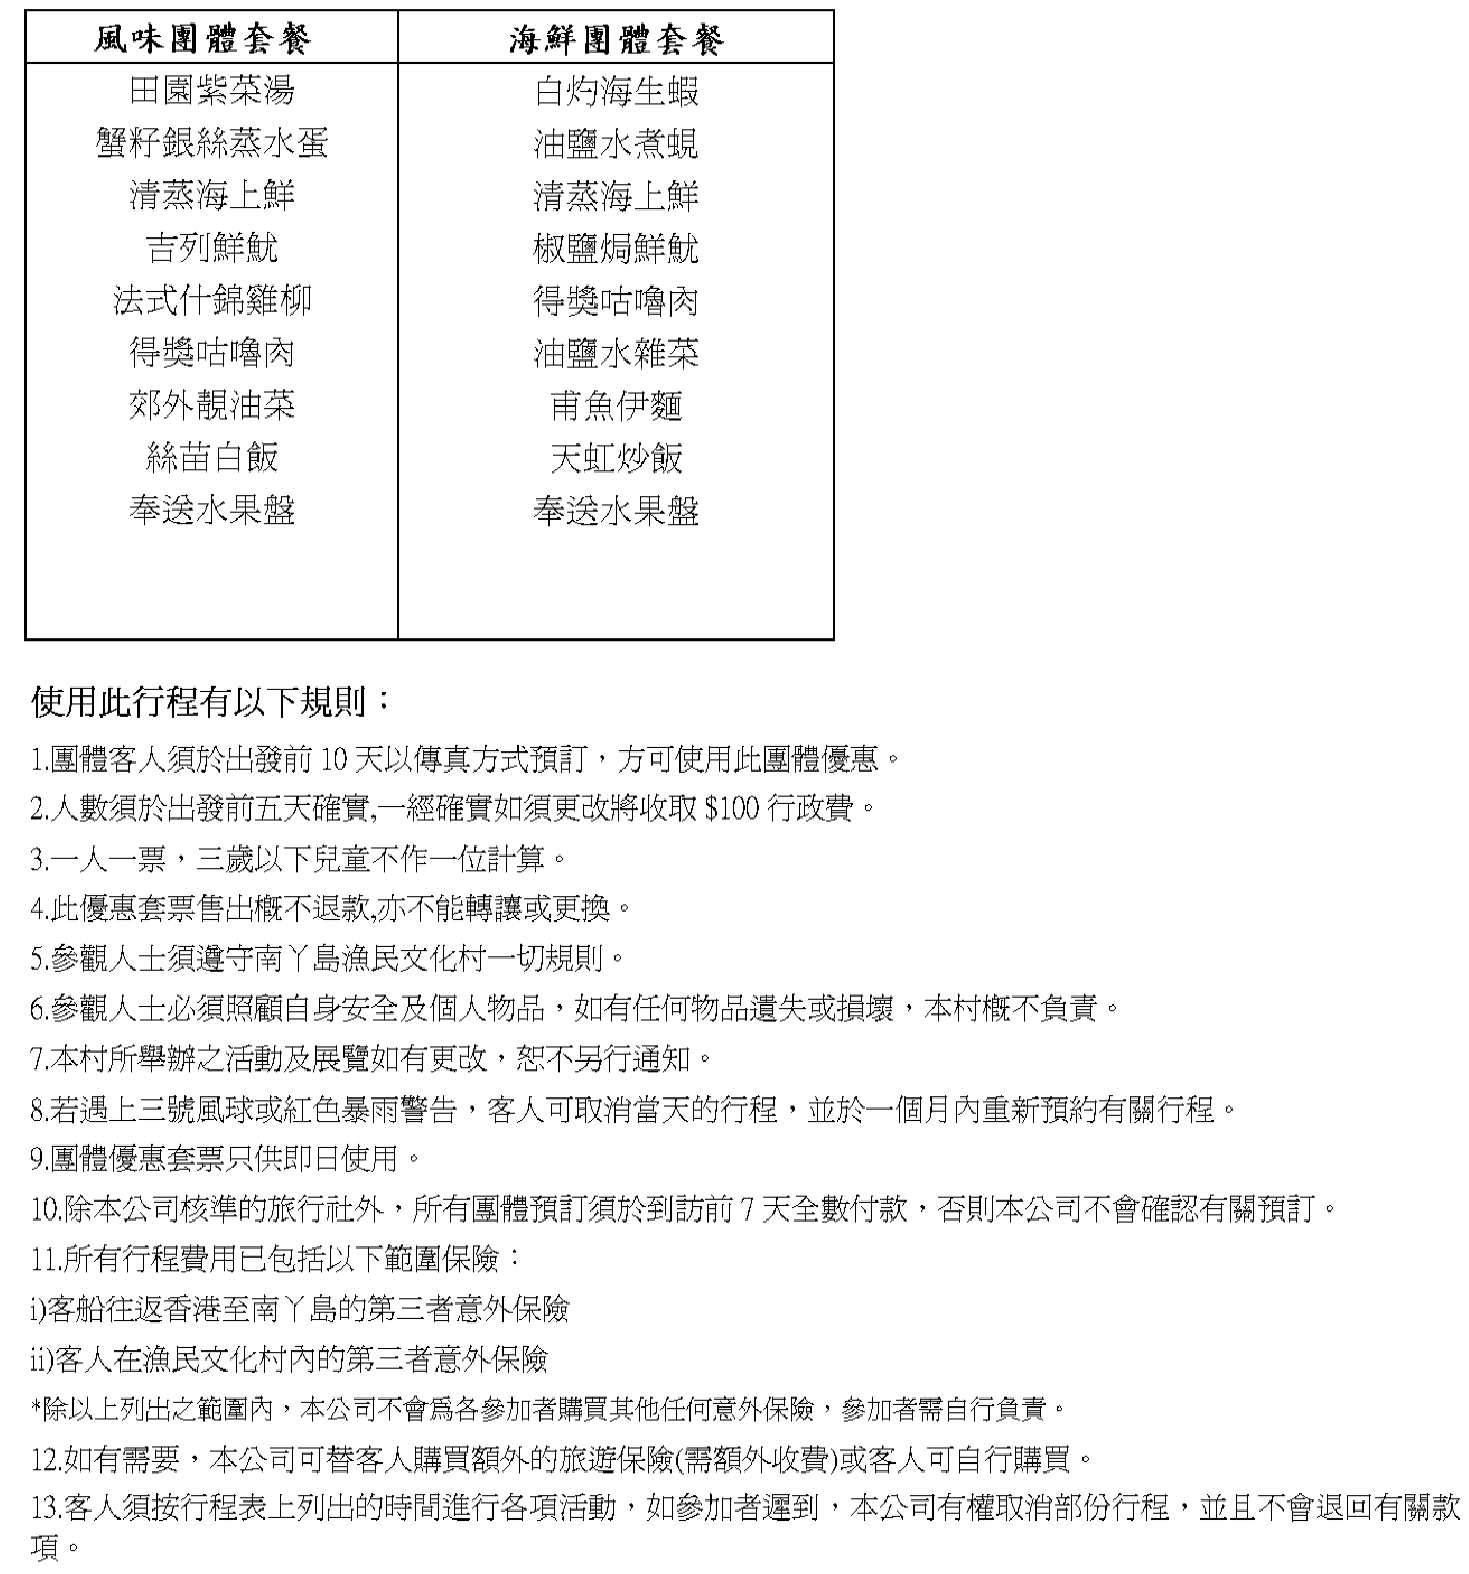 風味團體套餐
海鮮團體套餐
田園紫菜湯
白灼海生蝦
蟹籽銀絲蒸水蛋
油鹽水煮蜆
清蒸海上鮮
清蒸海上鮮
吉列鮮魷
椒鹽焗鮮魷
法式什錦雞柳
得獎咕嚕肉
得獎咕嚕肉
油鹽水雜菜
郊外靚油菜
甫魚伊麵
絲苗白飯
天虹炒飯
奉送水果盤
奉送水果盤
使用此行程有以下規則：
1.團體客人須於出發前 10 天以傳真方式預訂，方可使用此團體優惠。
2.人數須於出發前五天確實,一經確實如須更改將收取 $100 行政費。
3.一人一票，三歲以下兒童不作一位計算。
4.此優惠套票售出概不退款,亦不能轉讓或更換。
5.參觀人士須遵守南丫島漁民文化村一切規則。
6.參觀人士必須照顧自身安全及個人物品，如有任何物品遺失或損壞，本村概不負責。
7.本村所舉辦之活動及展覽如有更改，恕不另行通知。
8.若遇上三號風球或紅色暴雨警告，客人可取消當天的行程，並於一個月內重新預約有關行程。
9.團體優惠套票只供即日使用。
10.除本公司核準的旅行社外，所有團體預訂須於到訪前 7 天全數付款，否則本公司不會確認有關預訂。
11.所有行程費用已包括以下範圍保險：
i)客船往返香港至南丫島的第三者意外保險
ii)客人在漁民文化村內的第三者意外保險
*除以上列出之範圍內，本公司不會為各參加者購買其他任何意外保險，參加者需自行負責。
12.如有需要，本公司可替客人購買額外的旅遊保險(需額外收費)或客人可自行購買。
13.客人須按行程表上列出的時間進行各項活動，如參加者遲到，本公司有權取消部份行程，並且不會退回有關款
項。